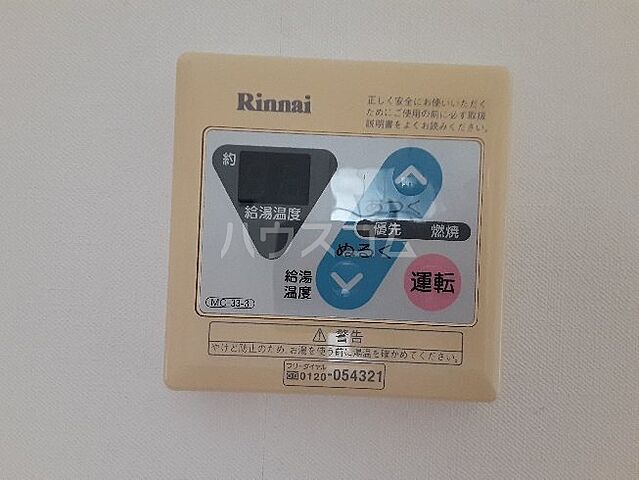 Rinnai
正しく安全にお使いいただく
ためにご使用の前に必ず取扱
説明書をよくお読みください。
約
給湯温度
あつく
優先 燃焼
ハウスコム
ぬるく
給湯
温度
運転
MC-33-3
⚠警告
やけど防止のため、お湯を使う前に湯温を確かめてください。
フリーダイヤル
0120-054321